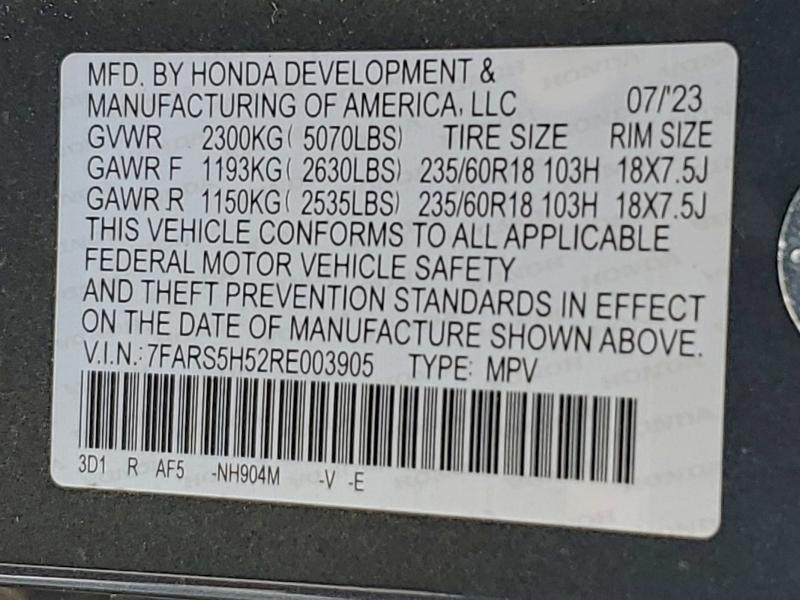 MFD. BY HONDA DEVELOPMENT &
MANUFACTURING OF AMERICA, LLC 07/'23
GVWR 2300KG( 5070LBS) TIRE SIZE RIM SIZE
GAWR F 1193KG( 2630LBS) 235/60R18 103H 18X7.5J
GAWR R 1150KG( 2535LBS) 235/60R18 103H 18X7.5J
THIS VEHICLE CONFORMS TO ALL APPLICABLE
FEDERAL MOTOR VEHICLE SAFETY
AND THEFT PREVENTION STANDARDS IN EFFECT
ON THE DATE OF MANUFACTURE SHOWN ABOVE.
V.I.N.:7FARS5H52RE003905 TYPE: MPV
3D1 R AF5 -NH904M -V -E